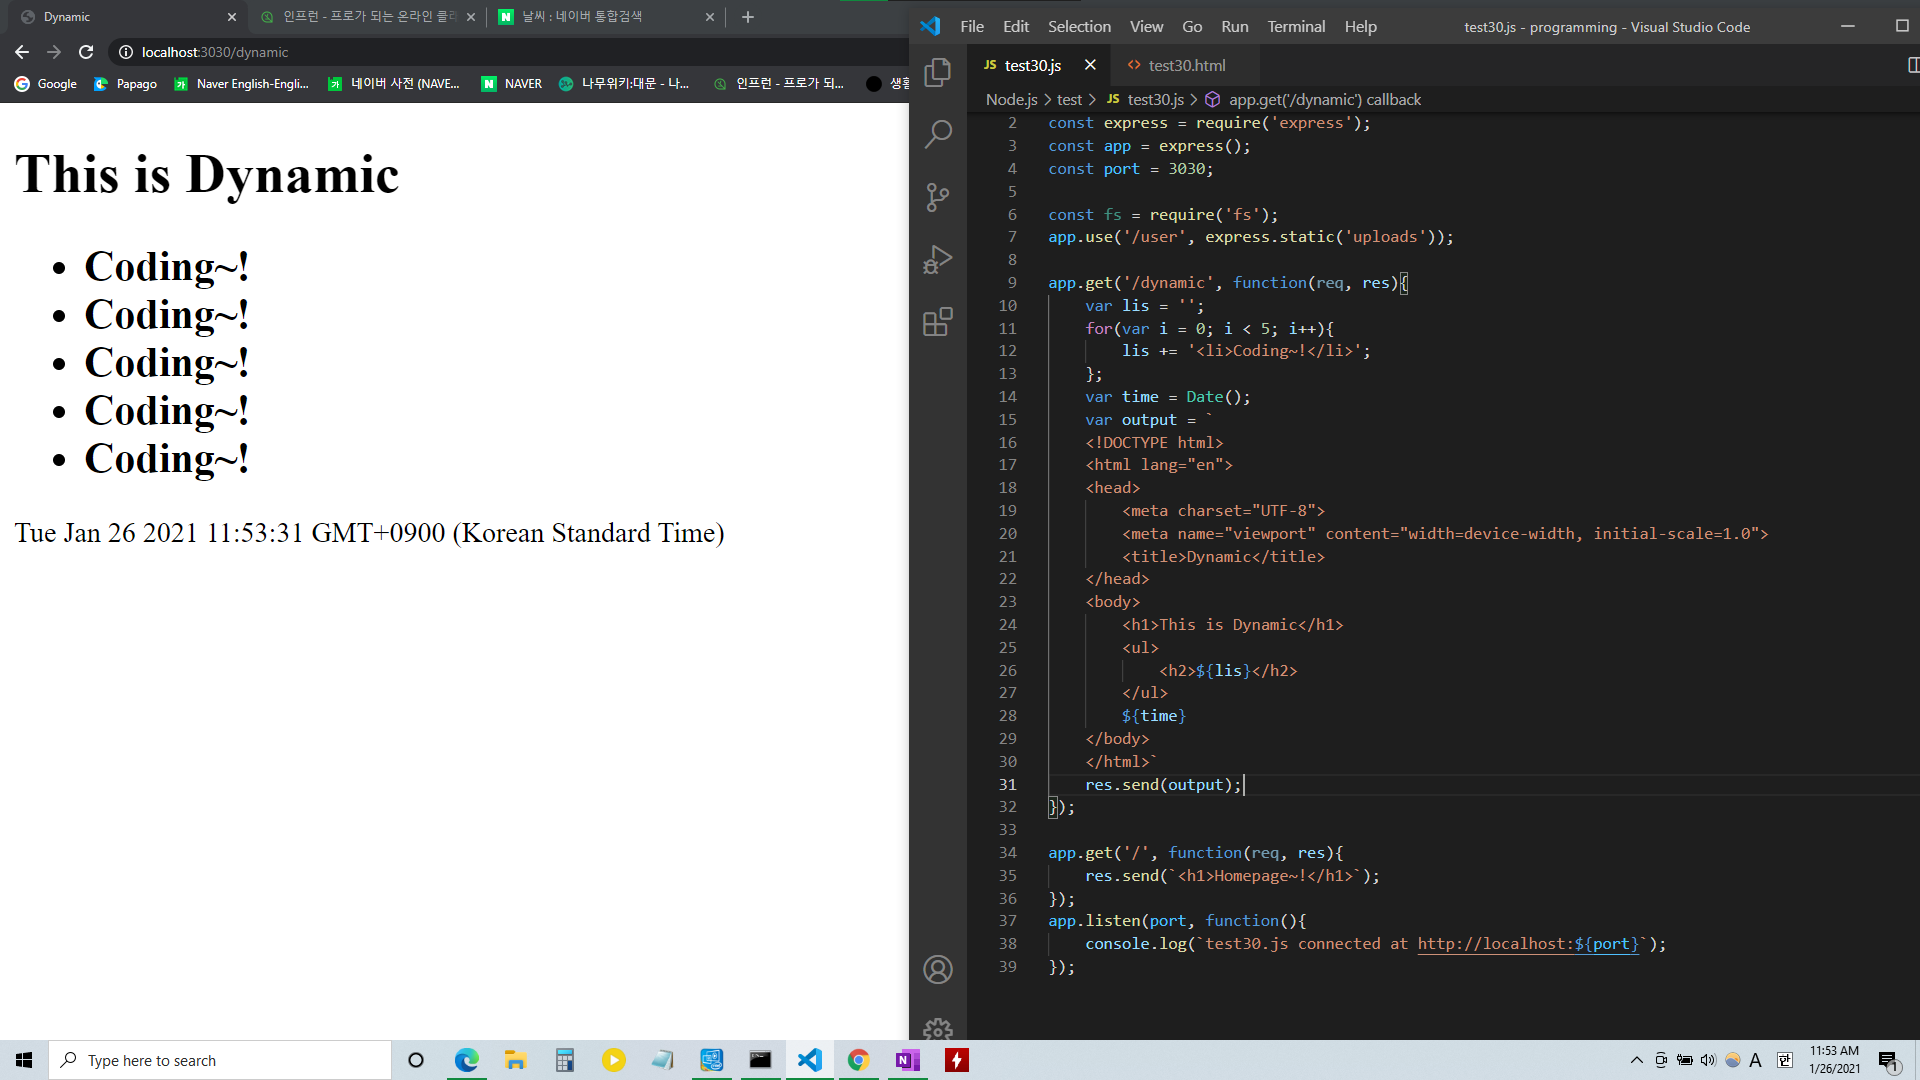 Dynamic
인프런 - 프로가 되는 온라인 클래
날씨 : 네이버 통합검색
localhost:3030/dynamic
Google
Papago
Naver English-Engli...
네이버 사전 (NAVE...
NAVER
나무위키:대문 - 나...
인프런 - 프로가 되...
생활
This is Dynamic
Coding~!
Coding~!
Coding~!
Coding~!
Coding~!
Tue Jan 26 2021 11:53:31 GMT+0900 (Korean Standard Time)
File Edit Selection View Go Run Terminal Help
test30.js - programming - Visual Studio Code
JS test30.js
<> test30.html
Node.js > test > JS test30.js > app.get('/dynamic') callback
2 const express = require('express');
3 const app = express();
4 const port = 3030;
5
6 const fs = require('fs');
7 app.use('/user', express.static('uploads'));
8
9 app.get('/dynamic', function(req, res){
10 var lis = '';
11 for(var i = 0; i < 5; i++){
12 lis += '<li>Coding~!</li>';
13 };
14 var time = Date();
15 var output = `
16 <!DOCTYPE html>
17 <html lang="en">
18 <head>
19 <meta charset="UTF-8">
20 <meta name="viewport" content="width=device-width, initial-scale=1.0">
21 <title>Dynamic</title>
22 </head>
23 <body>
24 <h1>This is Dynamic</h1>
25 <ul>
26 <h2>${lis}</h2>
27 </ul>
28 ${time}
29 </body>
30 </html>`
31 res.send(output);
32 });
33
34 app.get('/', function(req, res){
35 res.send(`<h1>Homepage~!</h1>`);
36 });
37 app.listen(port, function(){
38 console.log(`test30.js connected at http://localhost:${port}`);
39 });
Type here to search
A
한
11:53 AM
1/26/2021
1